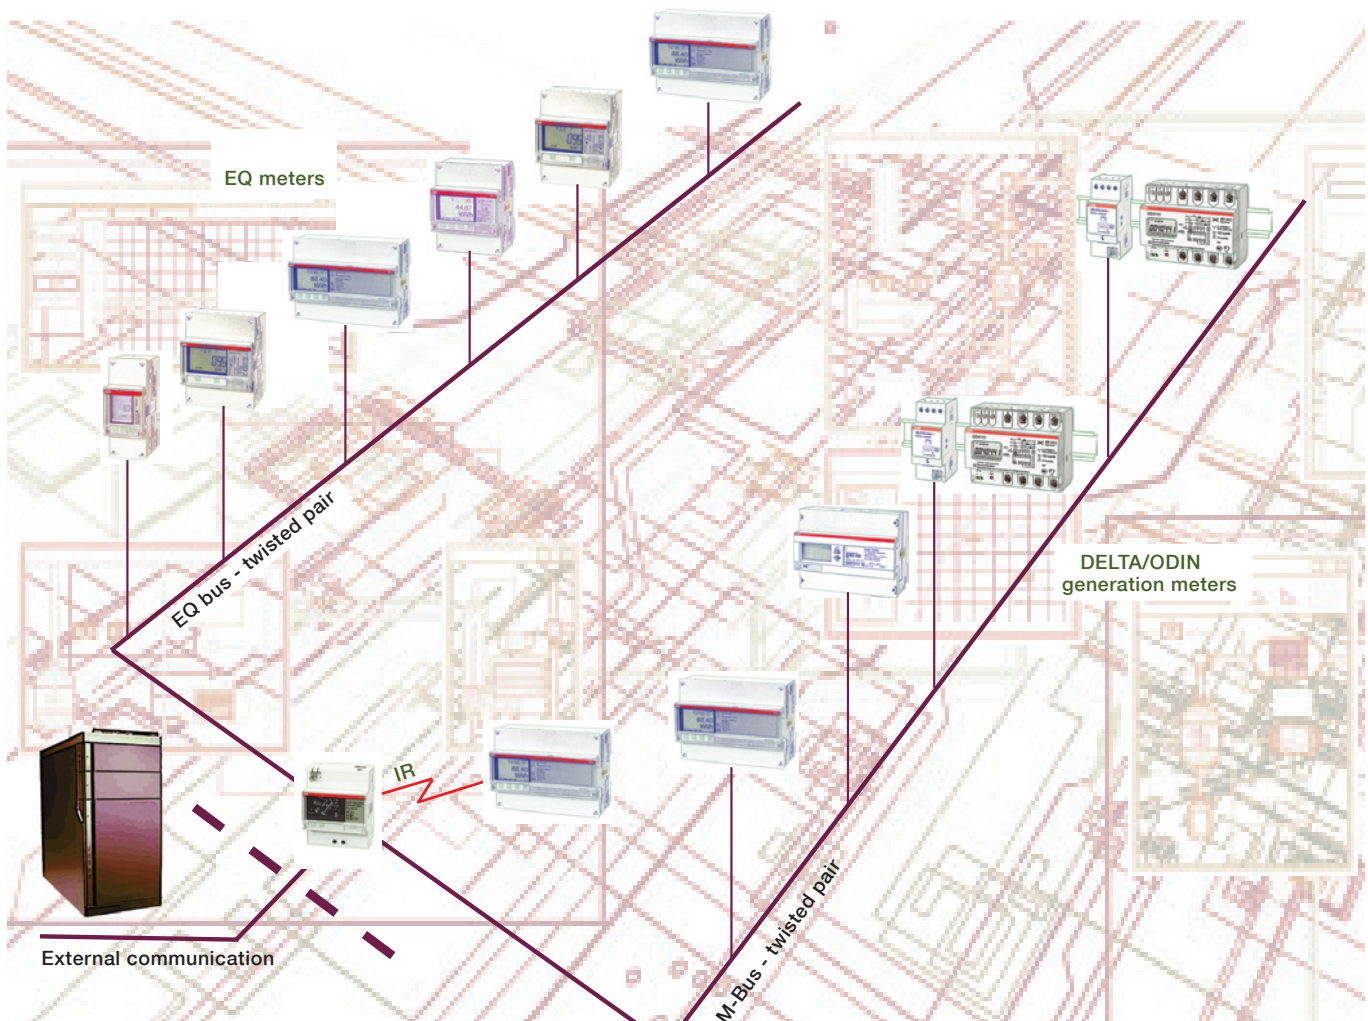 EQ meters
EQ bus - twisted pair
DELTA/ODIN
generation meters
IR
M-Bus - twisted pair
External communication